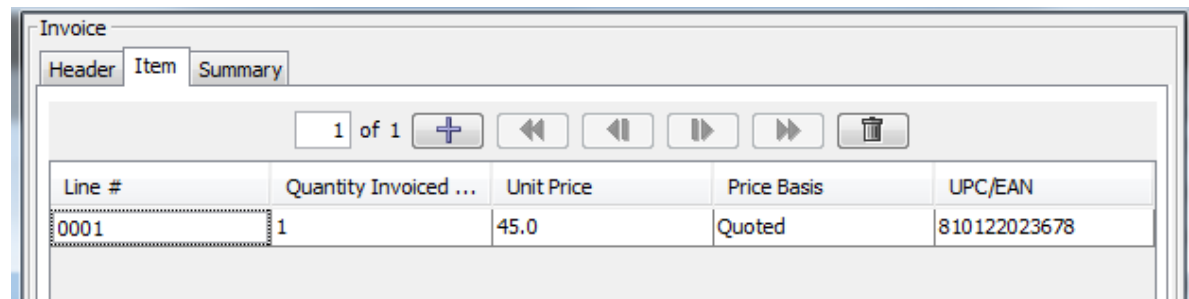 Invoice
Header Item Summary
1 of 1
Line # Quantity Invoiced ... Unit Price Price Basis UPC/EAN
0001 1 45.0 Quoted 810122023678